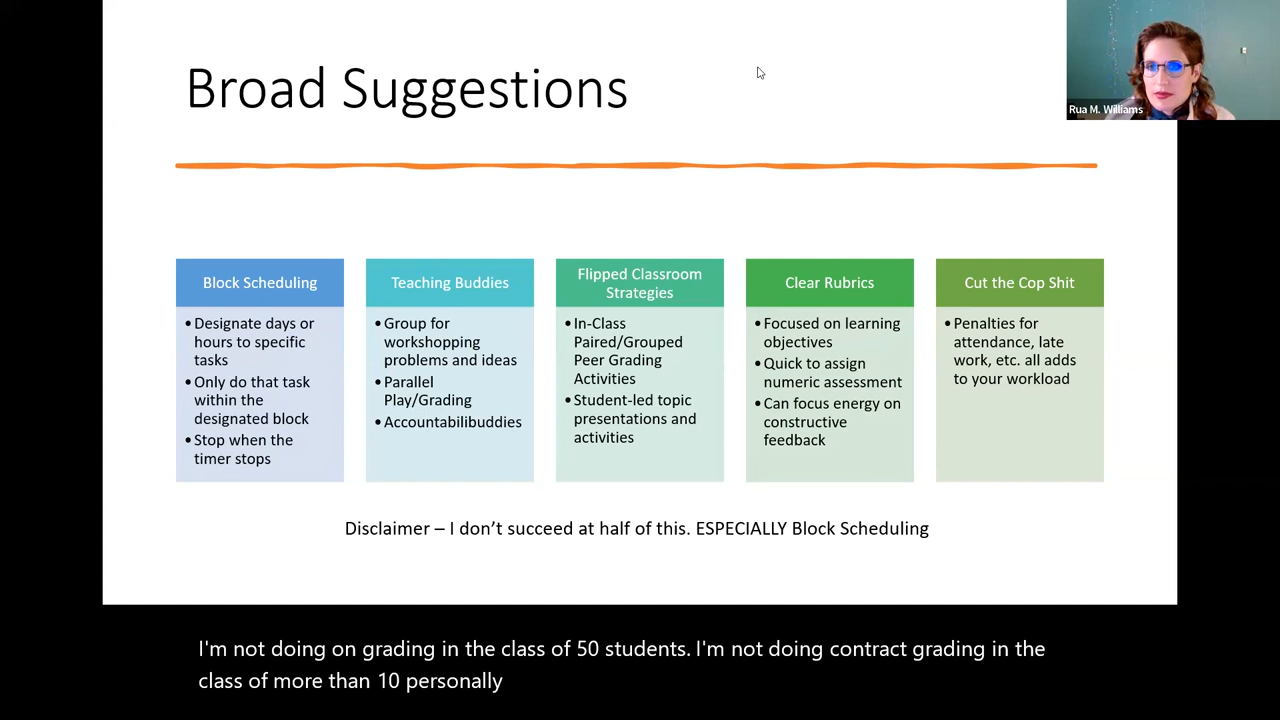 Broad Suggestions
Rua M. Williams
Block Scheduling
•Designate days or
hours to specific
tasks
•Only do that task
within the
designated block
•Stop when the
timer stops
Teaching Buddies
•Group for
workshopping
problems and ideas
•Parallel
Play/Grading
•Accountabilibuddies
Flipped Classroom
Strategies
•In-Class
Paired/Grouped
Peer Grading
Activities
•Student-led topic
presentations and
activities
Clear Rubrics
•Focused on learning
objectives
•Quick to assign
numeric assessment
•Can focus energy on
constructive
feedback
Cut the Cop Shit
•Penalties for
attendance, late
work, etc. all adds
to your workload
Disclaimer – I don’t succeed at half of this. ESPECIALLY Block Scheduling
I'm not doing on grading in the class of 50 students. I'm not doing contract grading in the
class of more than 10 personally